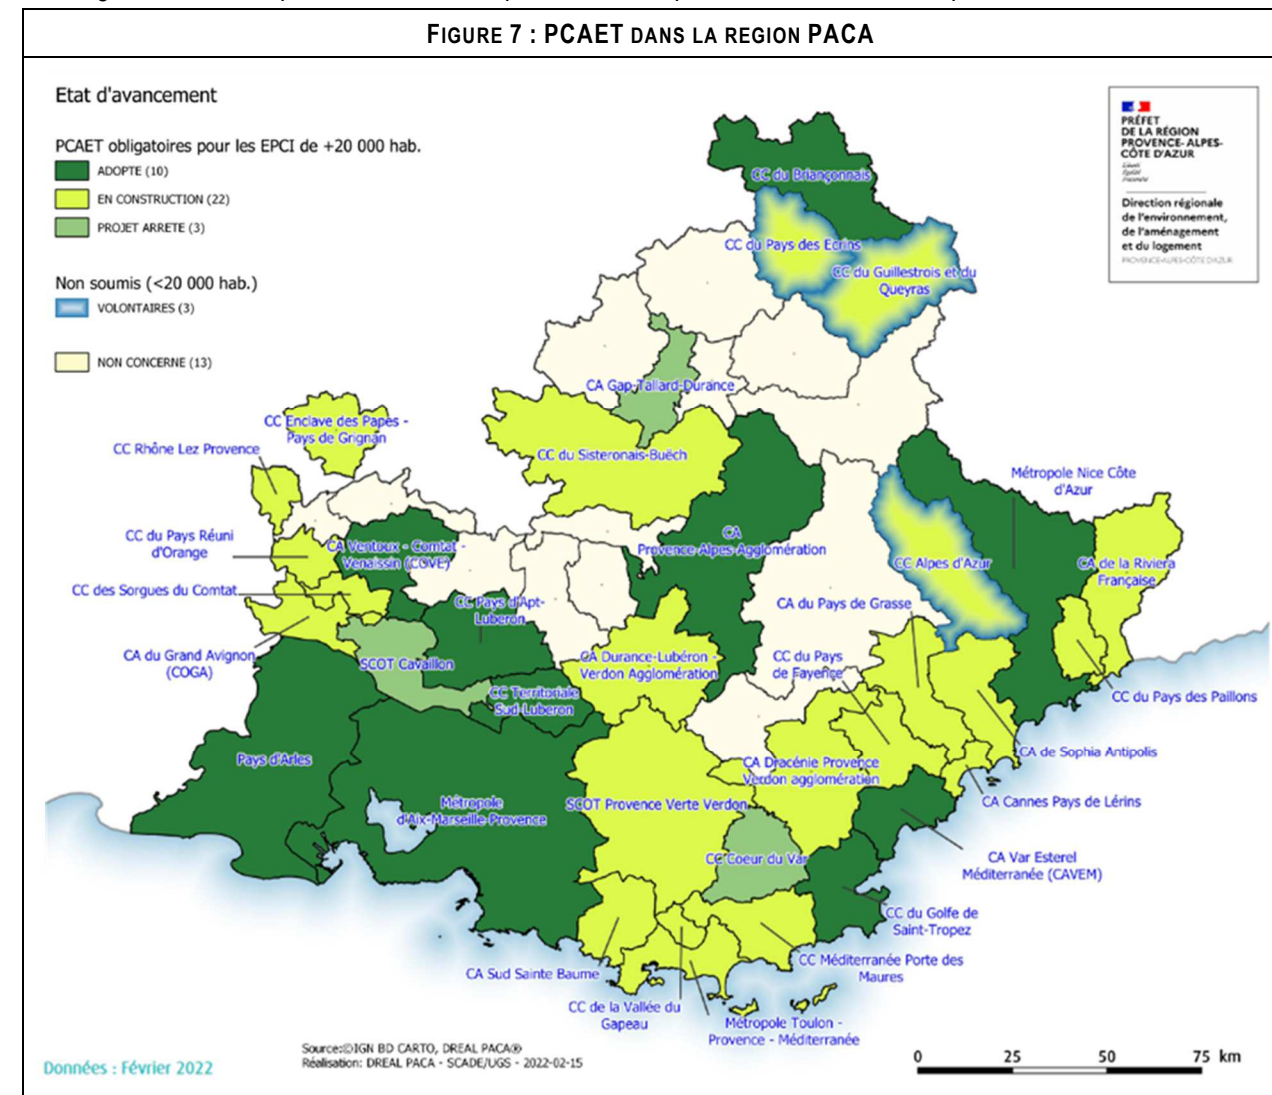 FIGURE 7 : PCAET DANS LA REGION PACA
Etat d'avancement
PCAET obligatoires pour les EPCI de +20 000 hab.
ADOPTE (10)
EN CONSTRUCTION (22)
PROJET ARRETE (3)
Non soumis (<20 000 hab.)
VOLONTAIRES (3)
NON CONCERNE (13)
PRÉFET
DE LA RÉGION
PROVENCE-ALPES-
CÔTE D'AZUR
Liberté
Égalité
Fraternité
Direction régionale
de l'environnement,
de l'aménagement
et du logement
PROVENCE-ALPES-CÔTE D'AZUR
CC du Briançonnais
CC du Pays des Ecrins
CC du Guillestrois et du
Queyras
CA Gap-Tallard-Durance
CC Enclave des Papes -
Pays de Grignan
CC Rhône Lez Provence
CC du Sisteronais-Buëch
Métropole Nice Côte
d'Azur
CC du Pays Réuni
d'Orange
CA Ventoux - Comtat -
Venaissin (COVE)
CA
Provence-Alpes-Agglomération
CC Alpes d'Azur
CA de la Riviera
Française
CC des Sorgues du Comtat
CC Pays d'Apt-
Luberon
CA du Pays de Grasse
CA du Grand Avignon
(COGA)
SCOT Cavaillon
CA Durance-Lubéron -
Verdon Agglomération
CC du Pays
de Fayence
CC Territoriale
Sud-Luberon
CC du Pays des Paillons
Pays d'Arles
CA de Sophia Antipolis
CA Dracénie Provence
Verdon agglomération
Métropole
d'Aix-Marseille-Provence
SCOT Provence Verte Verdon
CA Cannes Pays de Lérins
CC Coeur du Var
CA Var Esterel
Méditerranée (CAVEM)
CC du Golfe de
Saint-Tropez
CA Sud Sainte Baume
CC Méditerranée Porte des
Maures
CC de la Vallée du
Gapeau
Métropole Toulon -
Provence - Méditerranée
Source:©IGN BD CARTO, DREAL PACA®
Réalisation: DREAL PACA - SCADE/UGS - 2022-02-15
Données : Février 2022
0 25 50 75 km